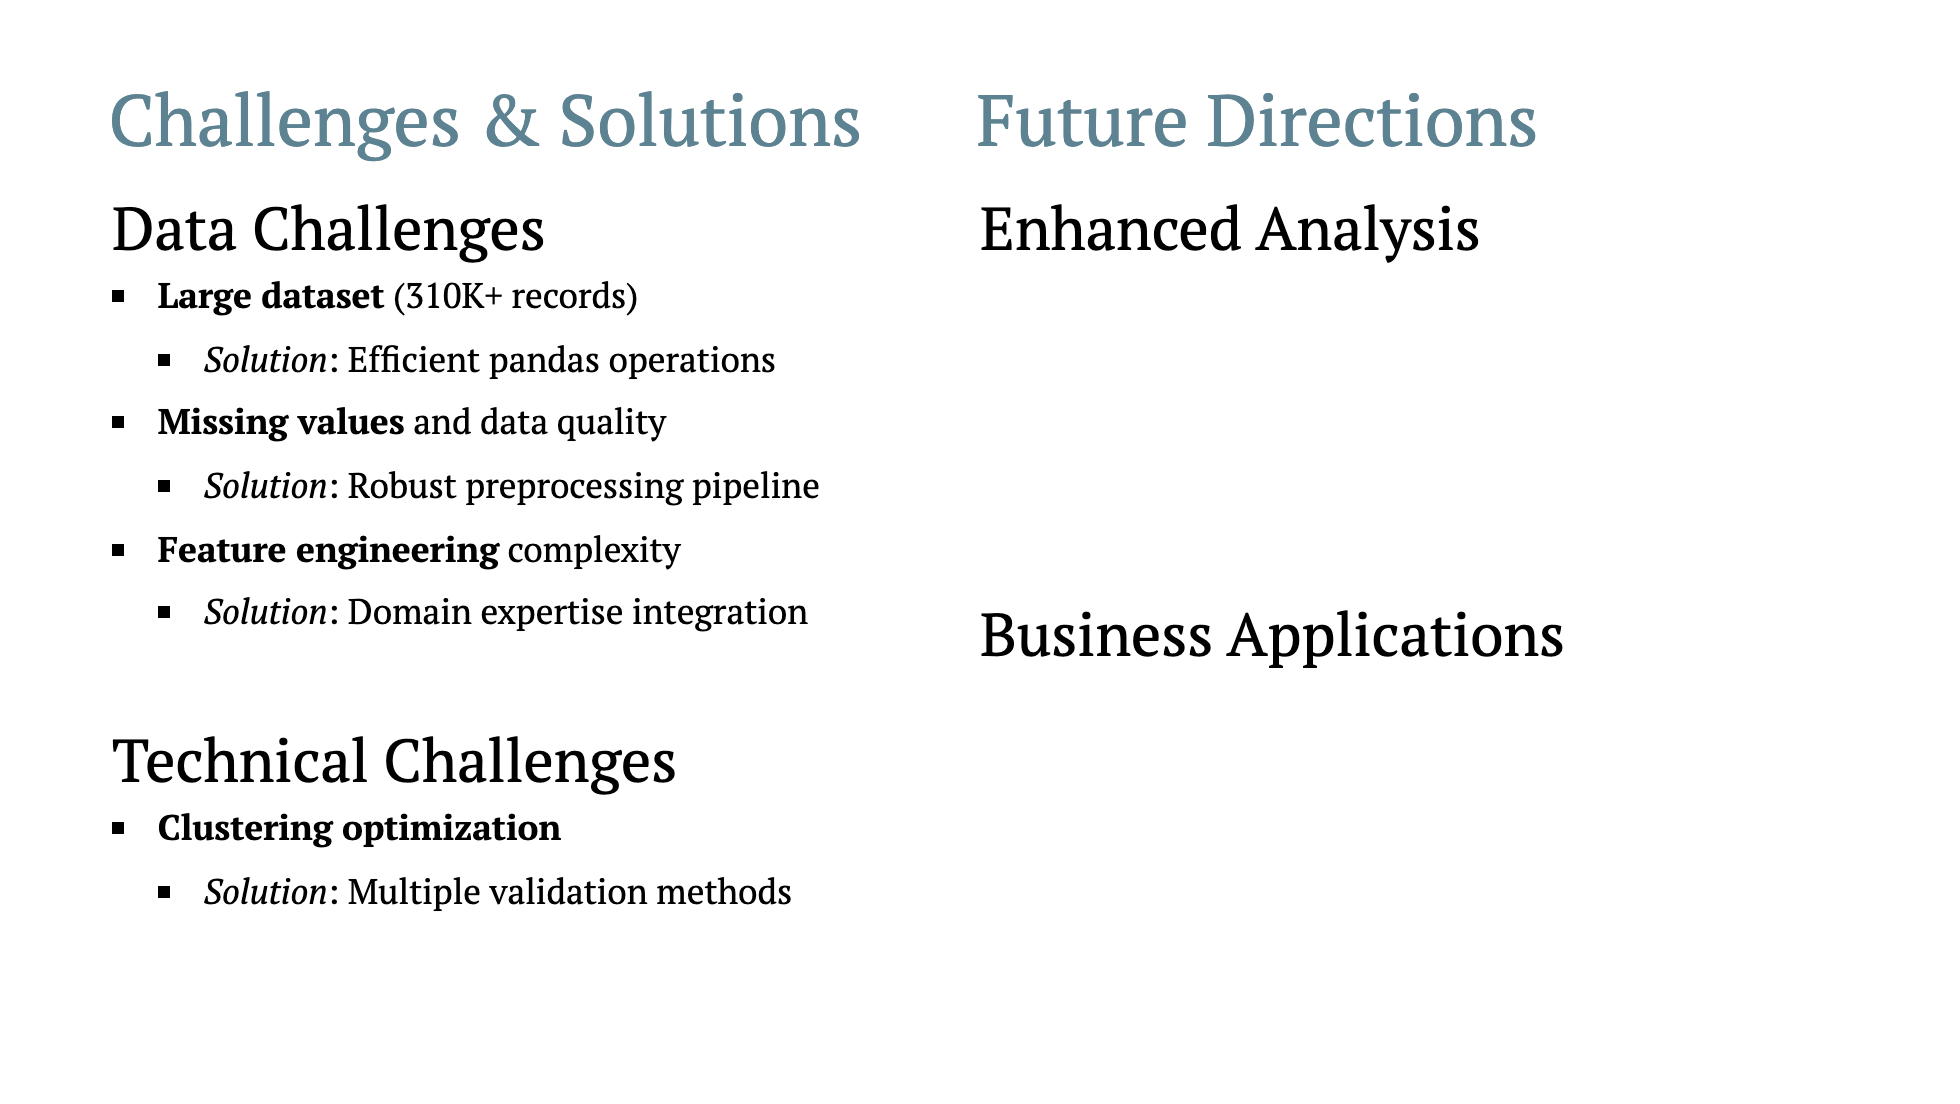 Challenges & Solutions
Data Challenges
Large dataset (310K+ records)
Solution: Efficient pandas operations
Missing values and data quality
Solution: Robust preprocessing pipeline
Feature engineering complexity
Solution: Domain expertise integration
Technical Challenges
Clustering optimization
Solution: Multiple validation methods
Future Directions
Enhanced Analysis
Business Applications